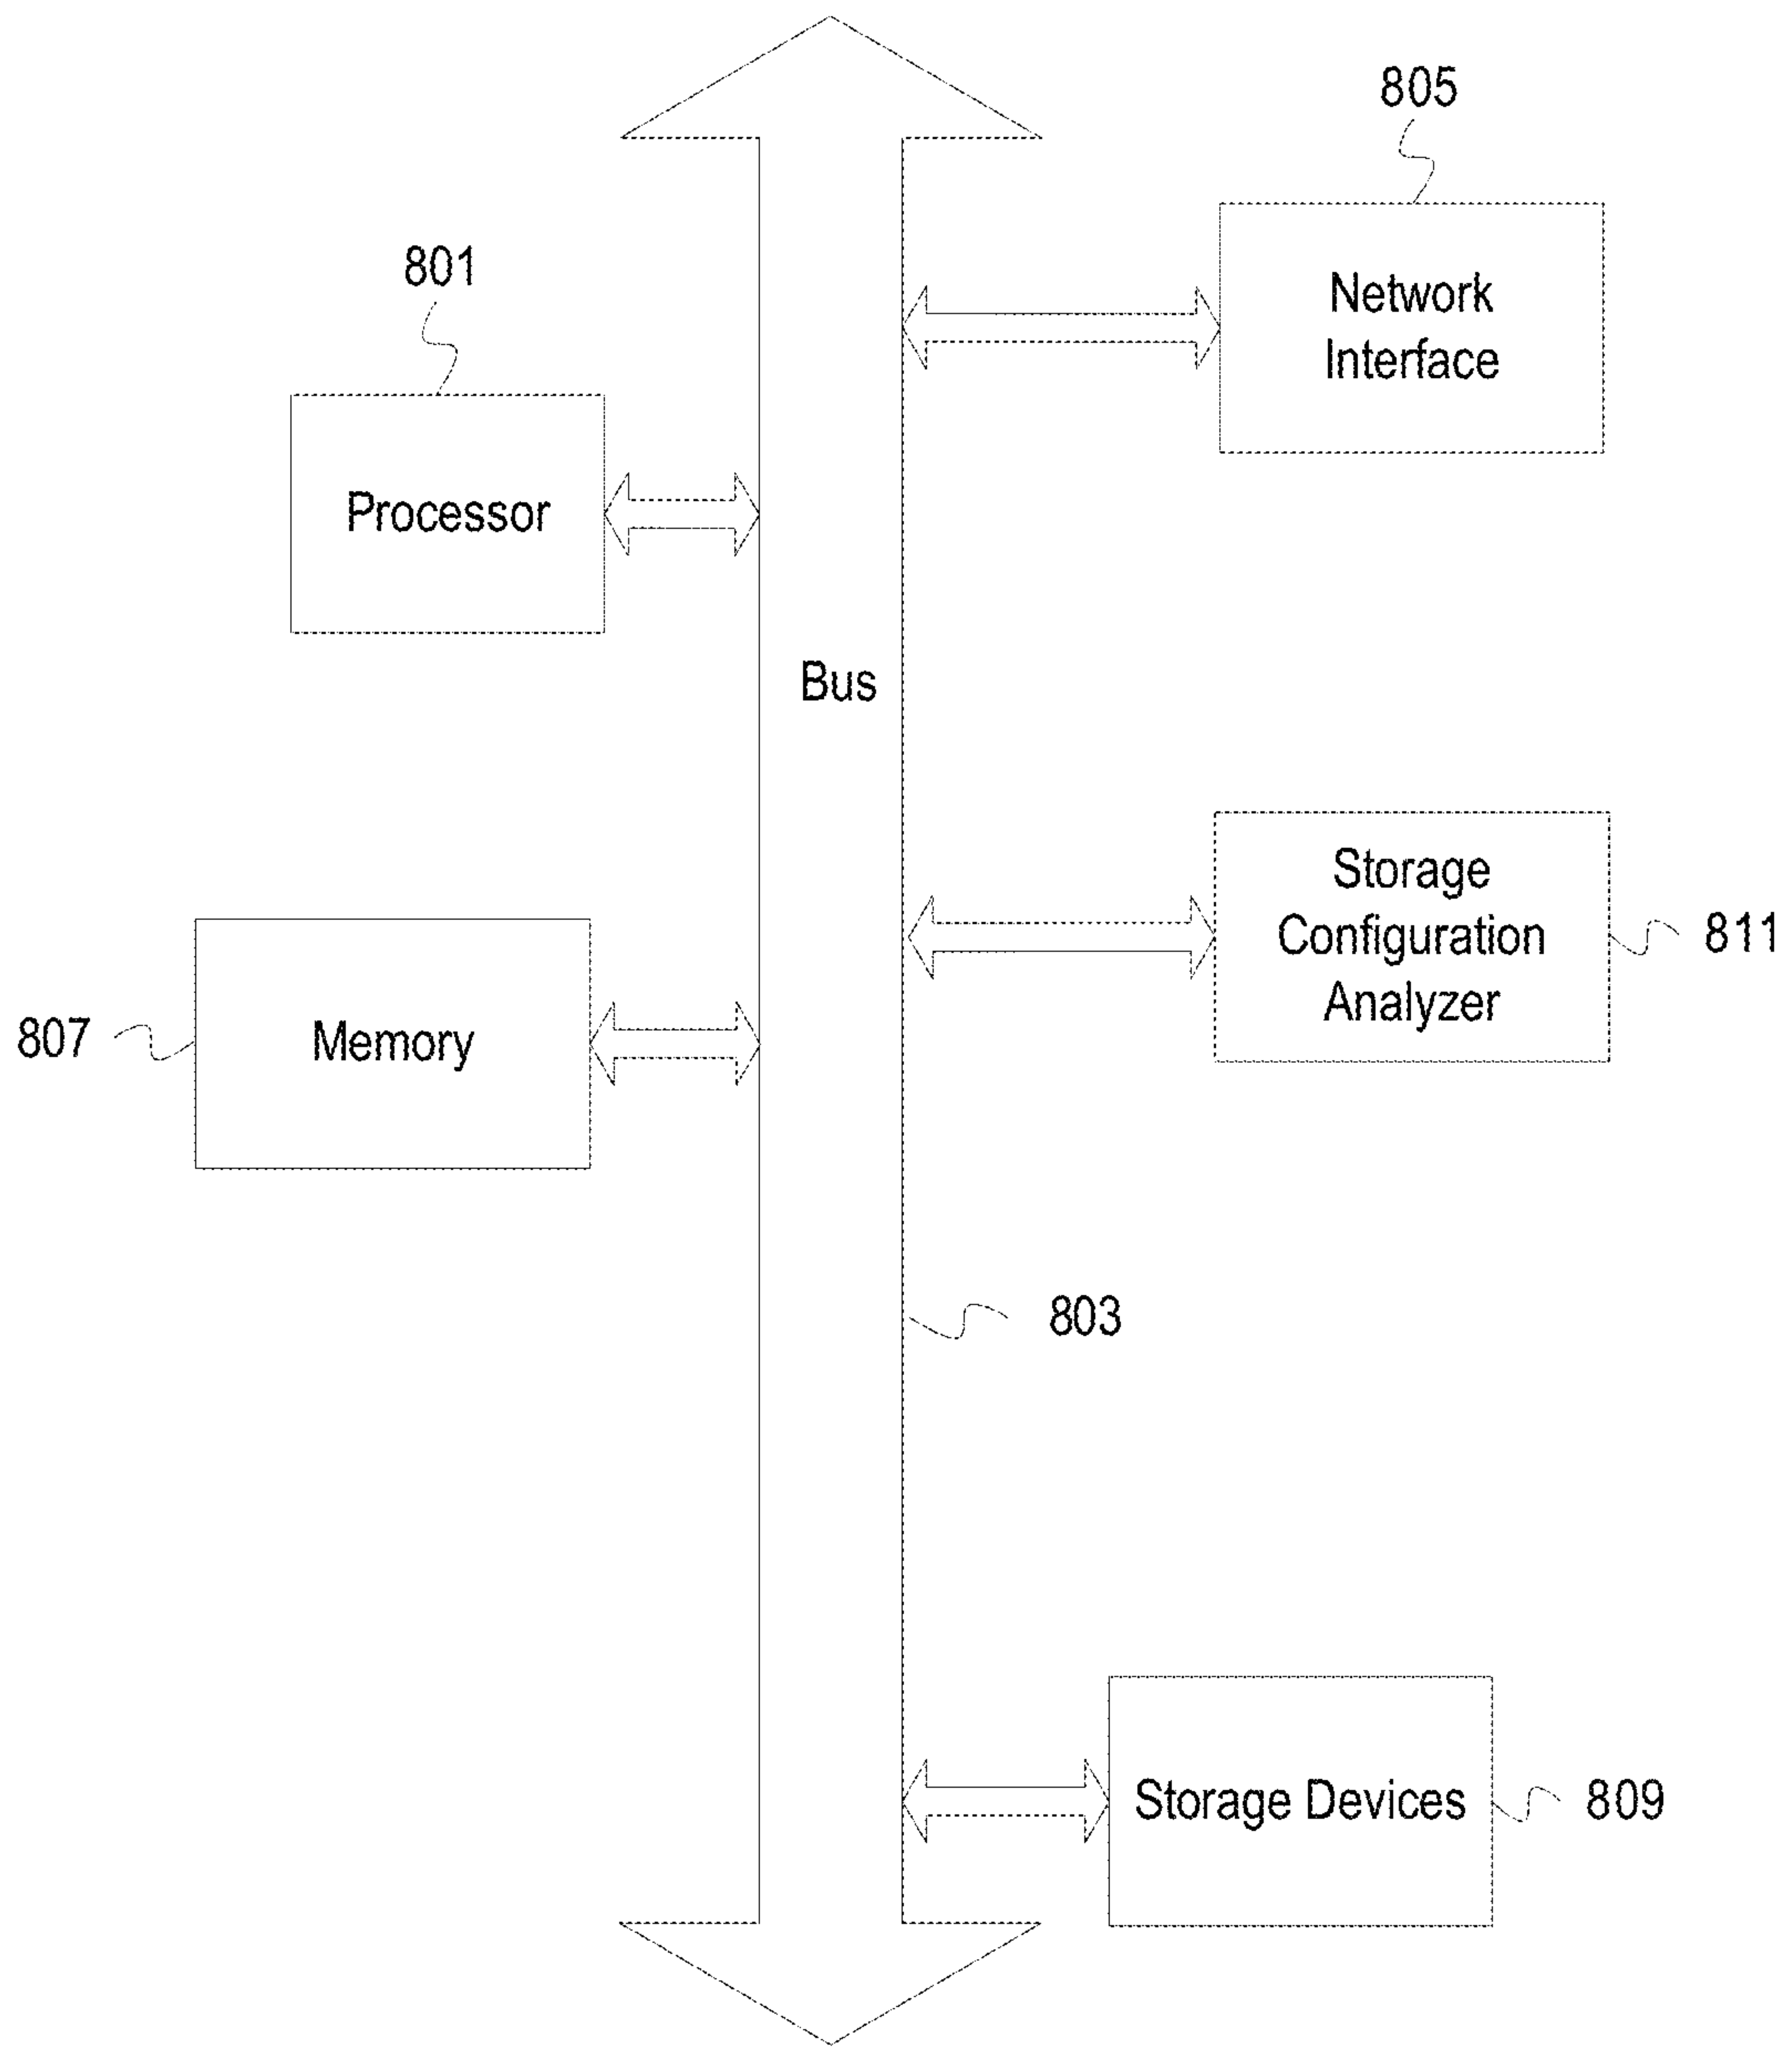 805
Network
Interface
801
Processor
Bus
Storage
Configuration
Analyzer
811
807
Memory
803
Storage Devices
809